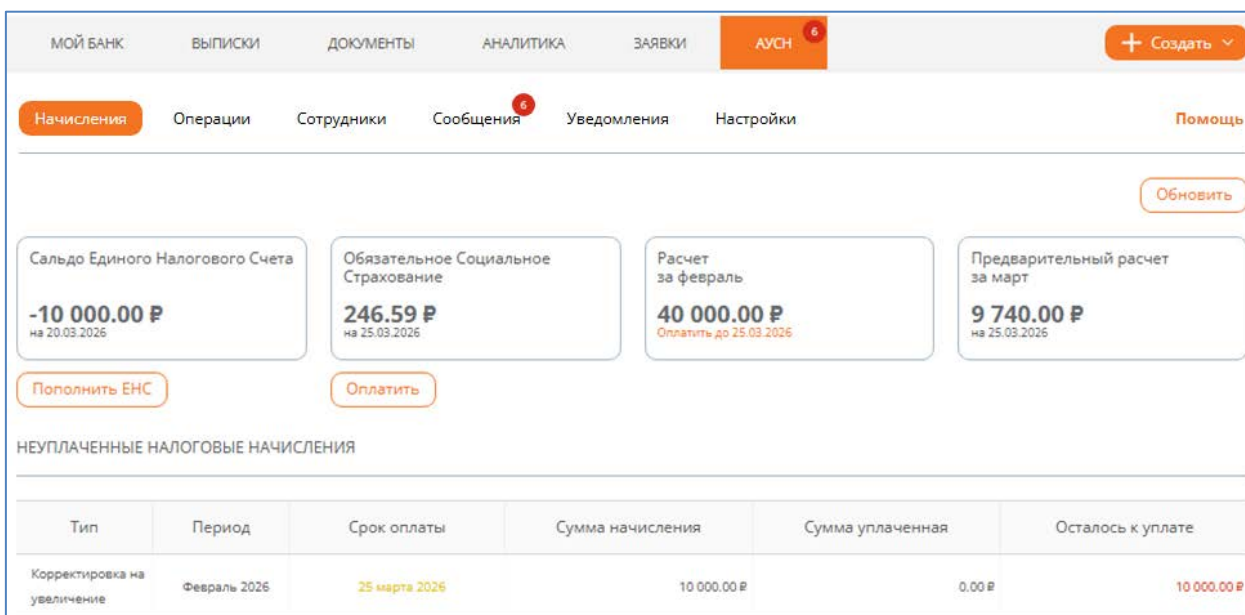 МОЙ БАНК ВЫПИСКИ ДОКУМЕНТЫ АНАЛИТИКА ЗАЯВКИ АУСН 6 + Создать
Начисления Операции Сотрудники Сообщения 6 Уведомления Настройки Помощь
Обновить
Сальдо Единого Налогового Счета
-10 000.00 ₽
на 20.03.2026
Обязательное Социальное
Страхование
246.59 ₽
на 25.03.2026
Расчет
за февраль
40 000.00 ₽
Оплатить до 25.03.2026
Предварительный расчет
за март
9 740.00 ₽
на 25.03.2026
Пополнить ЕНС Оплатить
НЕУПЛАЧЕННЫЕ НАЛОГОВЫЕ НАЧИСЛЕНИЯ
Тип Период Срок оплаты Сумма начисления Сумма уплаченная Осталось к уплате
Корректировка на
увеличение
Февраль 2026 25 марта 2026 10 000.00 ₽ 0.00 ₽ 10 000.00 ₽